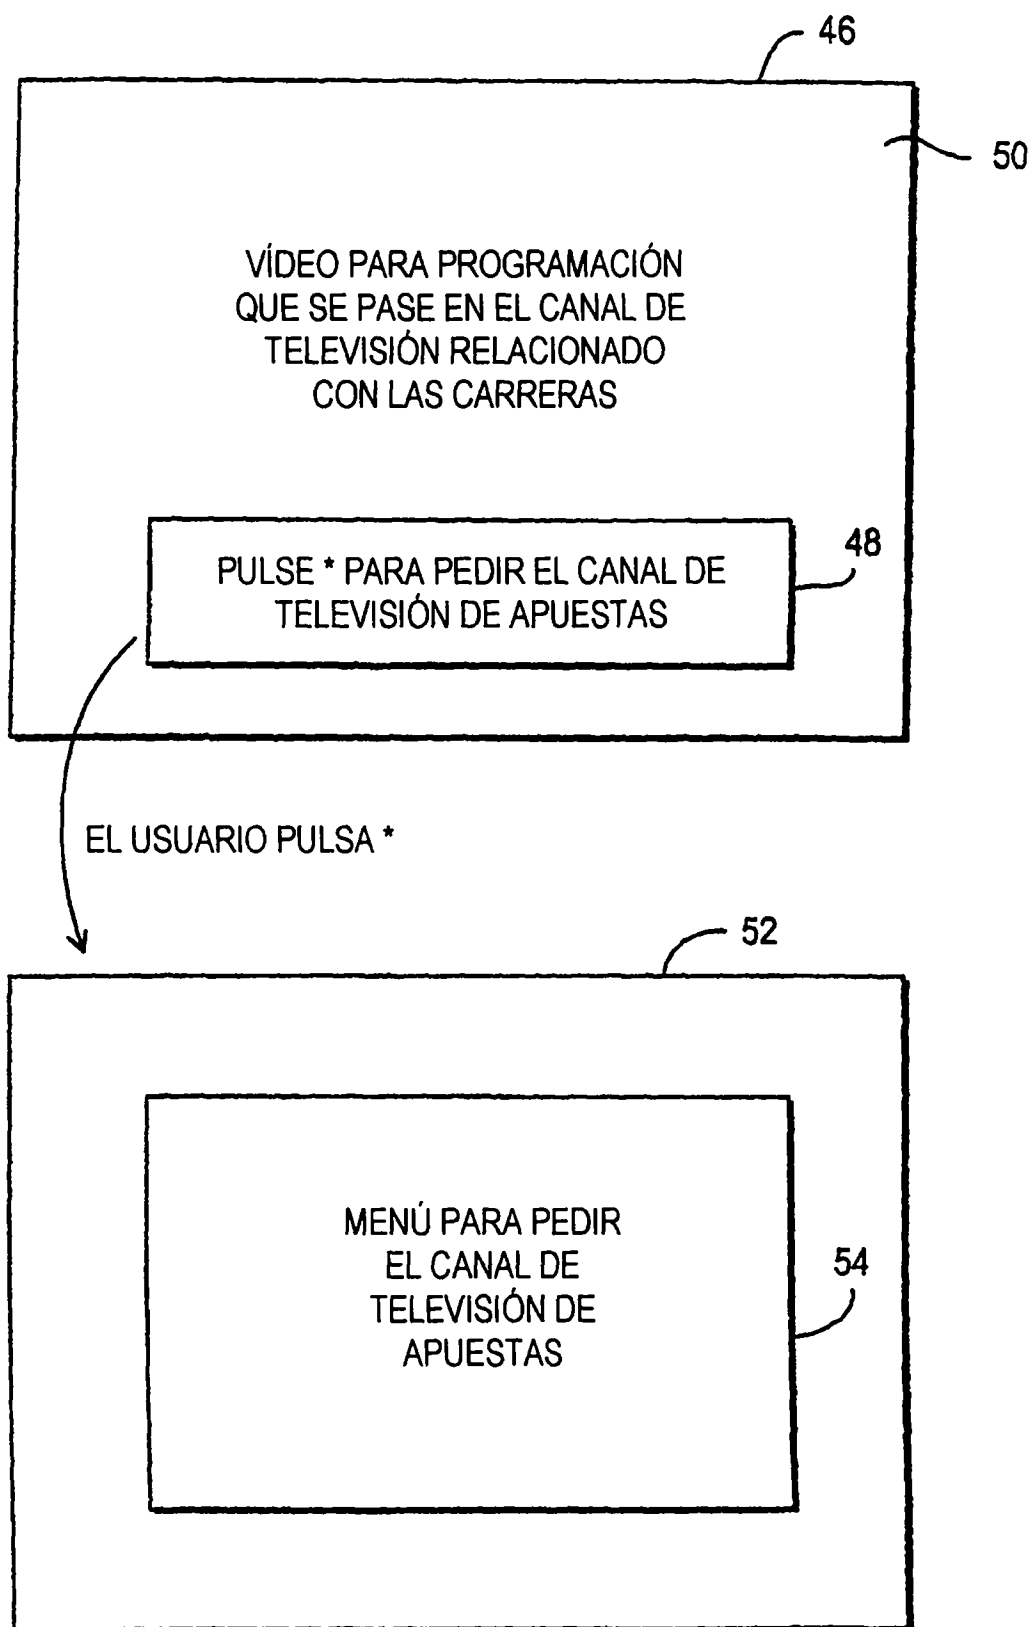 46
50
VÍDEO PARA PROGRAMACIÓN
QUE SE PASE EN EL CANAL DE
TELEVISIÓN RELACIONADO
CON LAS CARRERAS
48
PULSE * PARA PEDIR EL CANAL DE
TELEVISIÓN DE APUESTAS
EL USUARIO PULSA *
52
MENÚ PARA PEDIR
EL CANAL DE
TELEVISIÓN DE
APUESTAS
54